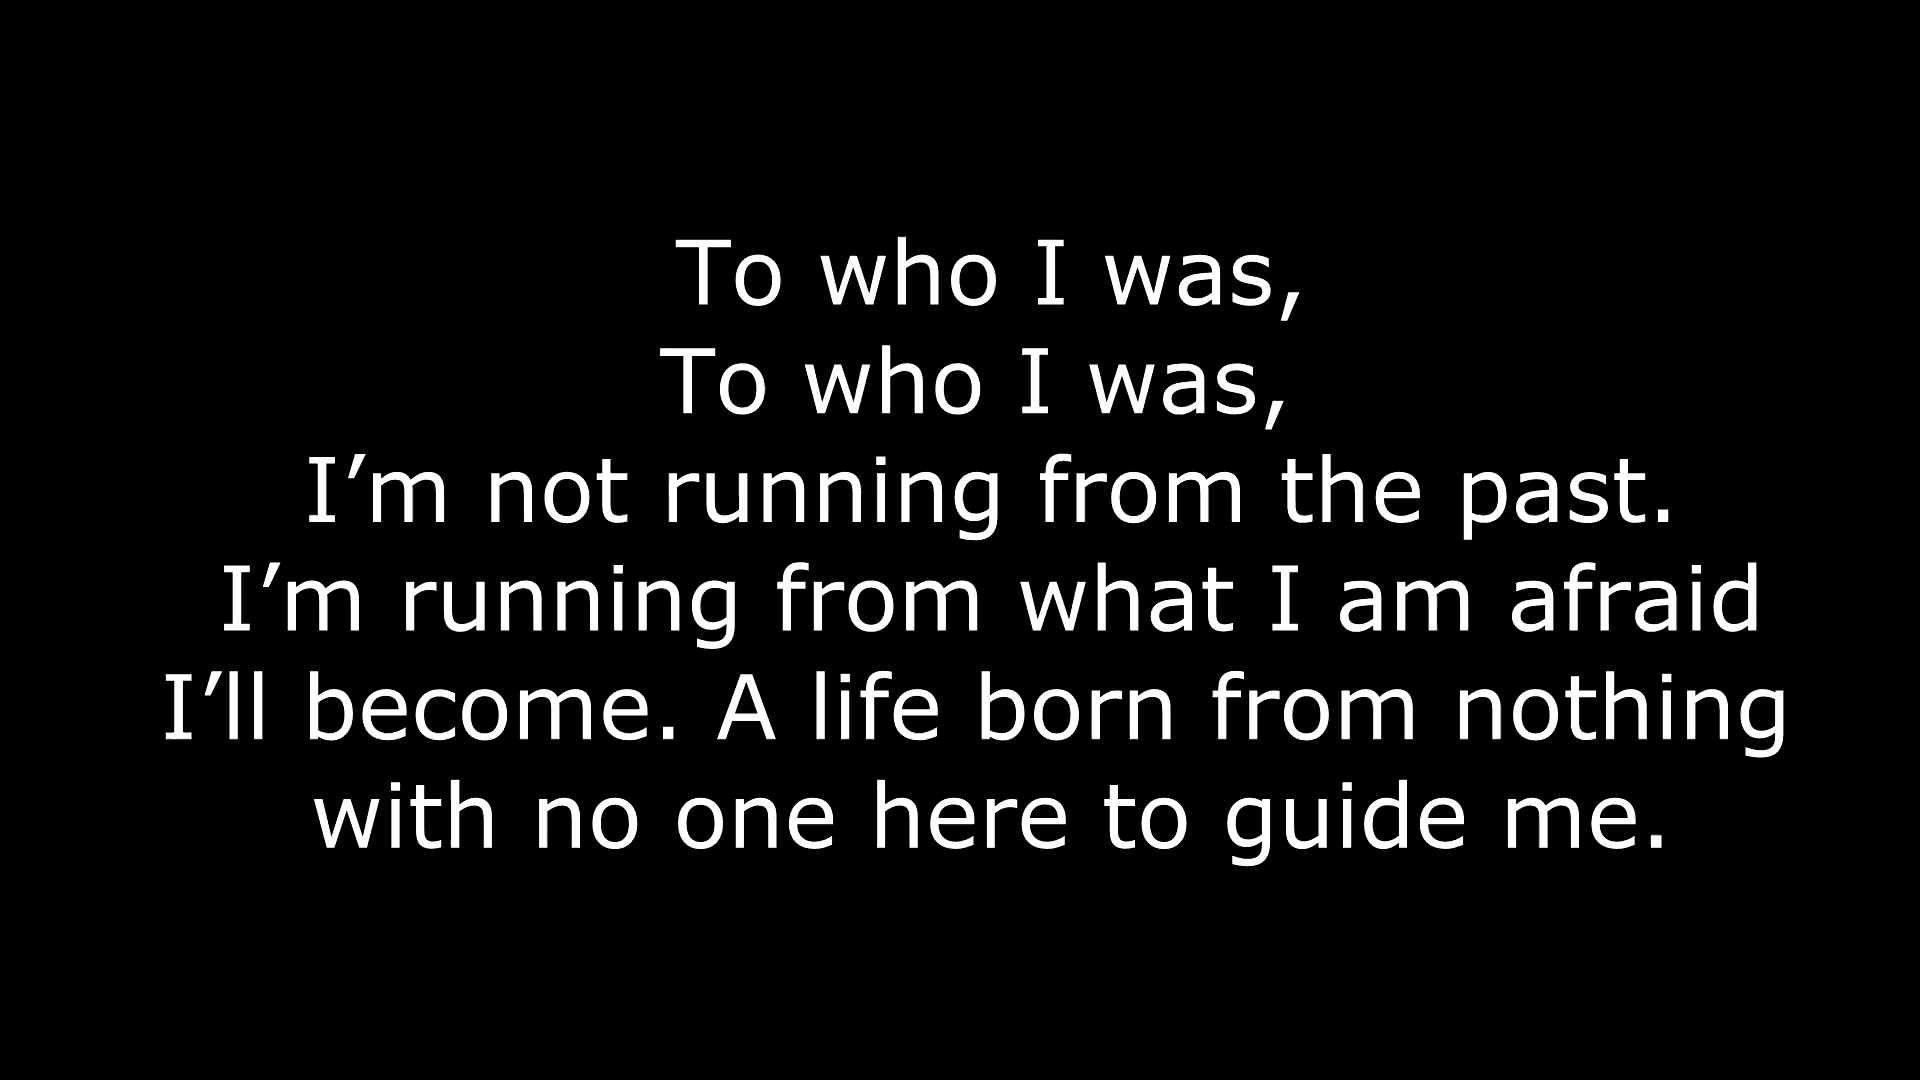 To who I was,
To who I was,
I’m not running from the past.
I’m running from what I am afraid
I’ll become. A life born from nothing
with no one here to guide me.